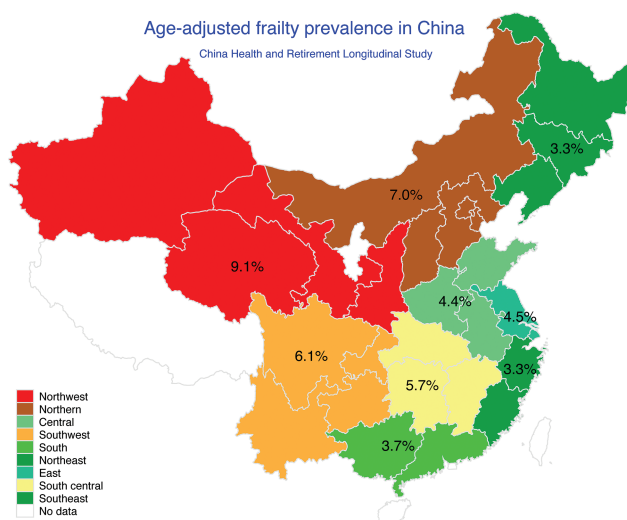 Age-adjusted frailty prevalence in China
China Health and Retirement Longitudinal Study
3.3%
7.0%
9.1%
4.4%
4.5%
6.1%
3.3%
5.7%
3.7%
Northwest
Northern
Central
Southwest
South
Northeast
East
South central
Southeast
No data